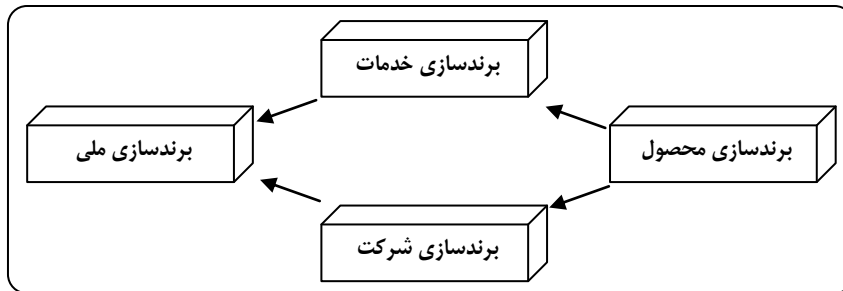 برندسازی خدمات
برندسازی محصول
برندسازی ملی
برندسازی شرکت